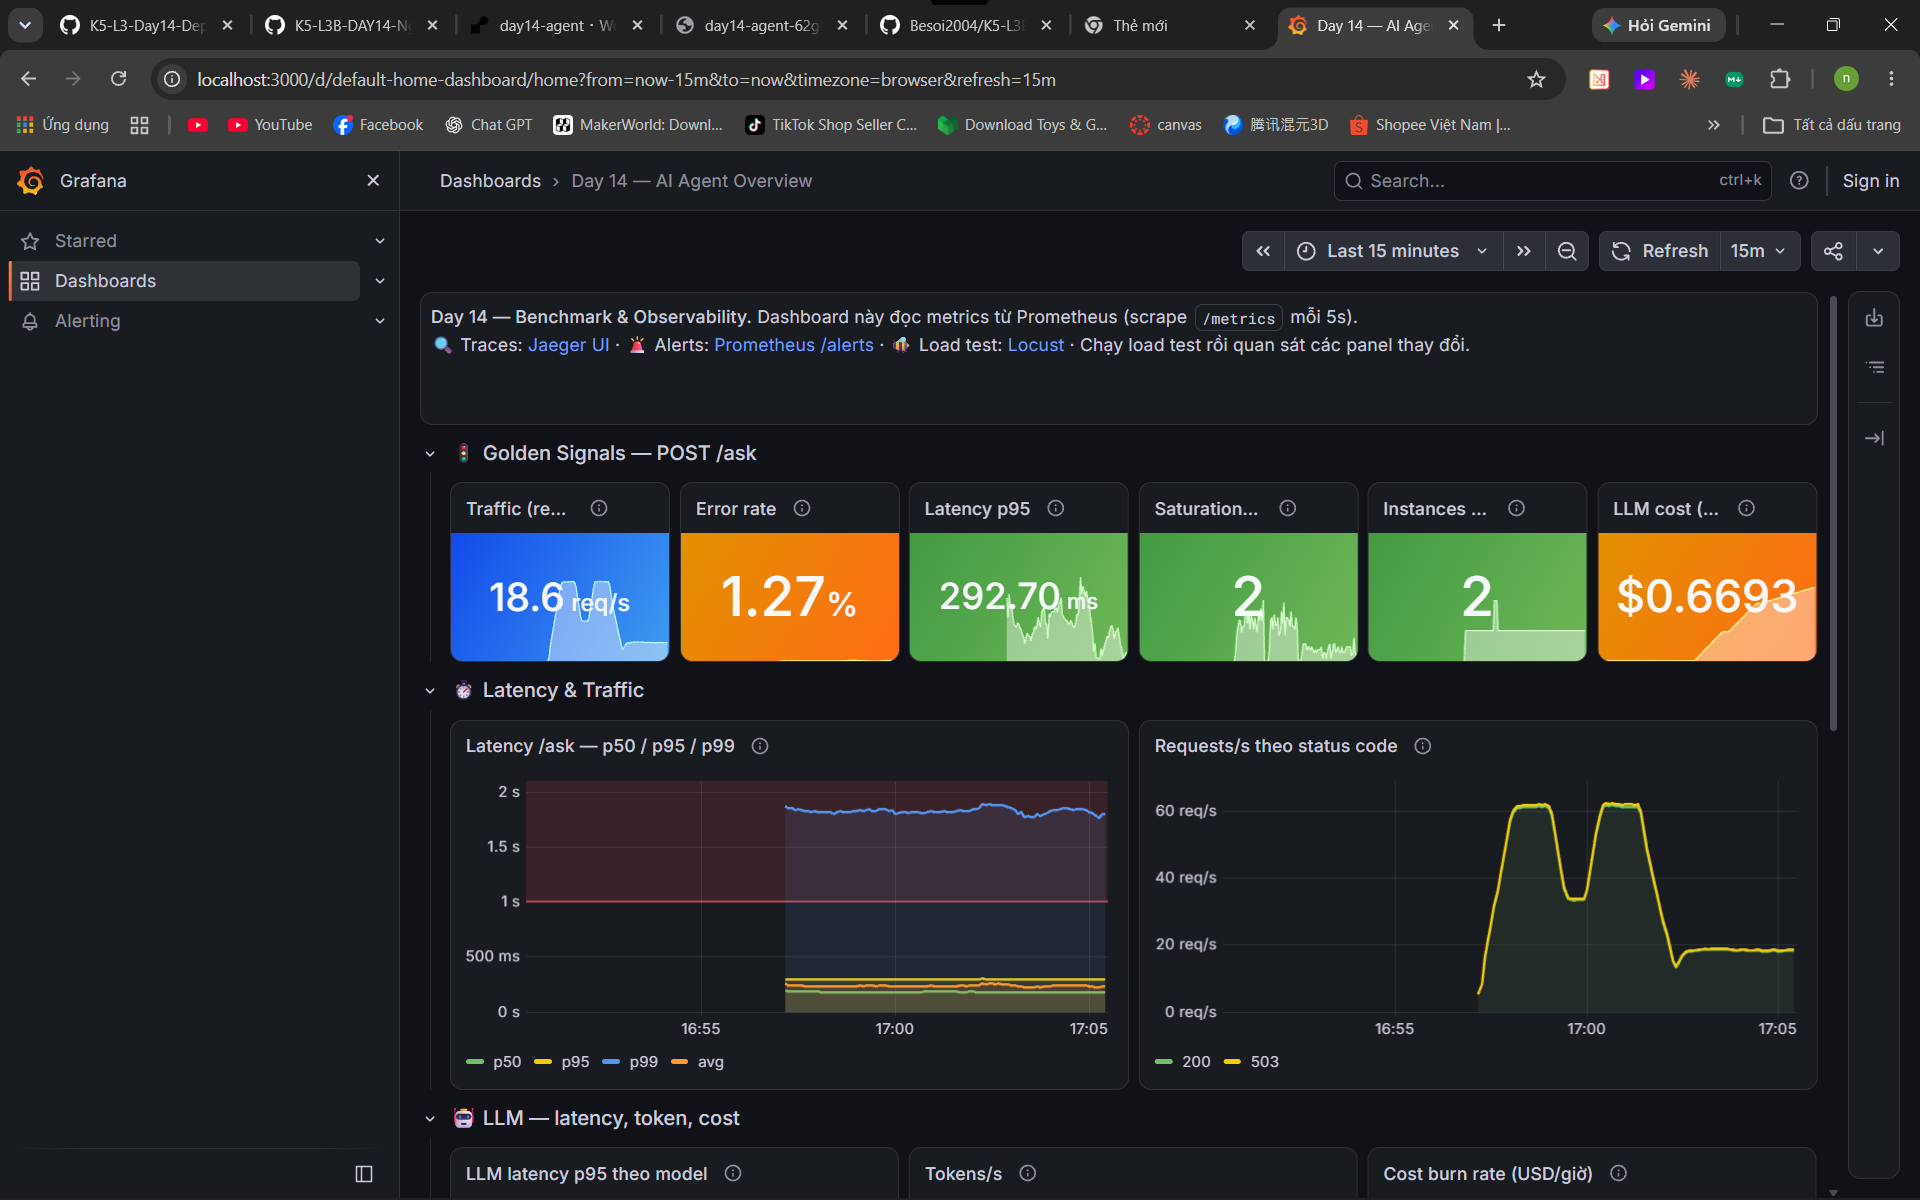 K5-L3-Day14-Dep
K5-L3B-DAY14-Ng
day14-agent · We
day14-agent-62g
Besoi2004/K5-L3B
Thẻ mới
Day 14 — AI Age
Hỏi Gemini
localhost:3000/d/default-home-dashboard/home?from=now-15m&to=now&timezone=browser&refresh=15m
n
Ứng dụng
YouTube
Facebook
Chat GPT
MakerWorld: Downl...
TikTok Shop Seller C...
Download Toys & G...
canvas
腾讯混元3D
Shopee Việt Nam |...
Tất cả dấu trang
Grafana
Dashboards › Day 14 — AI Agent Overview
Search...
ctrl+k
Sign in
Starred
Dashboards
Alerting
Last 15 minutes
Refresh
15m
Day 14 — Benchmark & Observability. Dashboard này đọc metrics từ Prometheus (scrape /metrics mỗi 5s).
Traces: Jaeger UI · Alerts: Prometheus /alerts · Load test: Locust · Chạy load test rồi quan sát các panel thay đổi.
Golden Signals — POST /ask
Traffic (re...
18.6 req/s
Error rate
1.27%
Latency p95
292.70 ms
Saturation...
2
Instances ...
2
LLM cost (...
$0.6693
Latency & Traffic
Latency /ask — p50 / p95 / p99
2 s
1.5 s
1 s
500 ms
0 s
16:55
17:00
17:05
p50
p95
p99
avg
Requests/s theo status code
60 req/s
40 req/s
20 req/s
0 req/s
16:55
17:00
17:05
200
503
LLM — latency, token, cost
LLM latency p95 theo model
Tokens/s
Cost burn rate (USD/giờ)